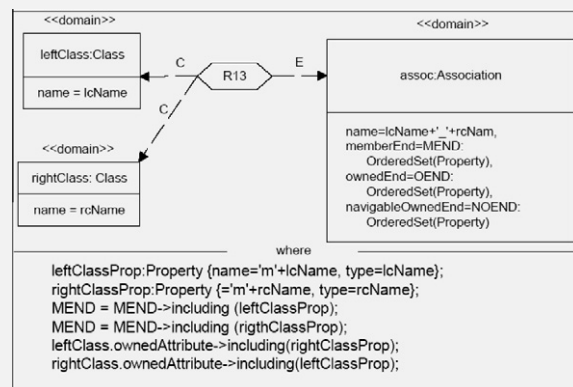 <<domain>>
leftClass:Class
name = lcName
C
R13
E
C
<<domain>>
assoc:Association
name=lcName+'_'+rcNam,
memberEnd=MEND:
OrderedSet(Property),
ownedEnd=OEND:
OrderedSet(Property),
navigableOwnedEnd=NOEND:
OrderedSet(Property)
<<domain>>
rightClass: Class
name = rcName
where
leftClassProp:Property {name='m'+lcName, type=lcName};
rightClassProp:Property {='m'+rcName, type=rcName};
MEND = MEND->including (leftClassProp);
MEND = MEND->including (rigthClassProp);
leftClass.ownedAttribute->including(rightClassProp);
rightClass.ownedAttribute->including(leftClassProp);